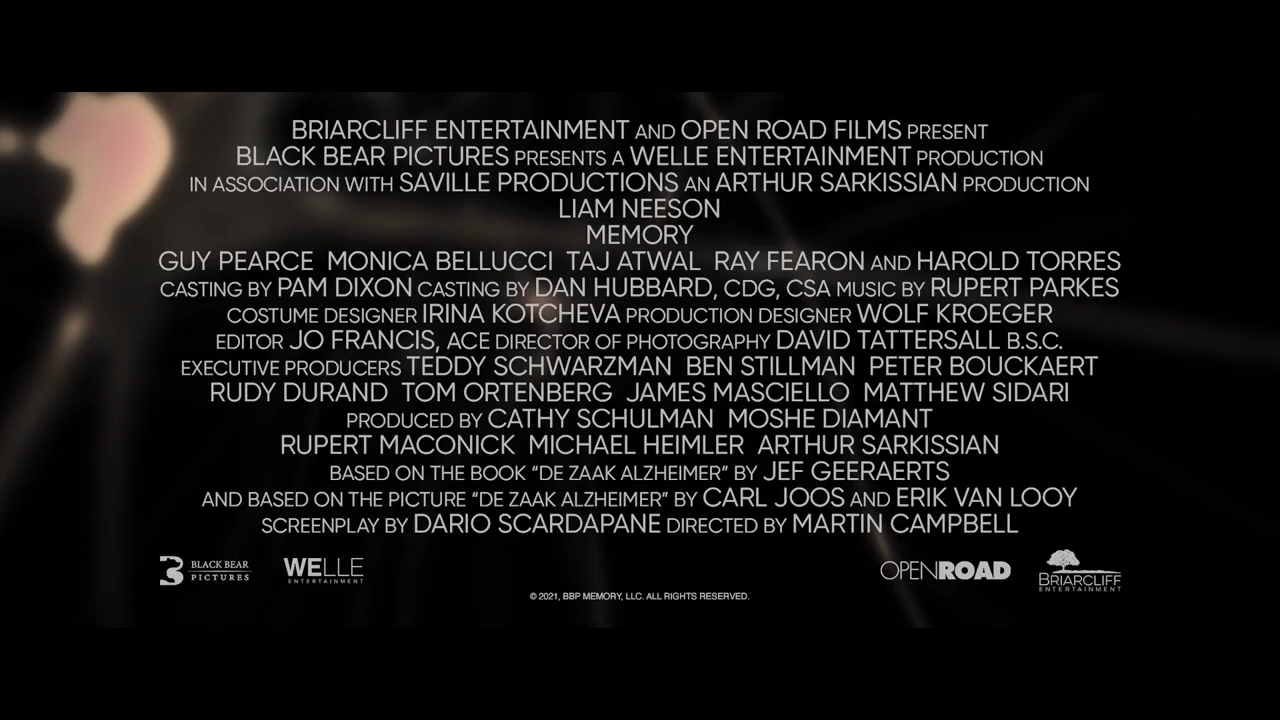 BRIARCLIFF ENTERTAINMENT AND OPEN ROAD FILMS PRESENT
BLACK BEAR PICTURES PRESENTS A WELLE ENTERTAINMENT PRODUCTION
IN ASSOCIATION WITH SAVILLE PRODUCTIONS AN ARTHUR SARKISSIAN PRODUCTION
LIAM NEESON
MEMORY
GUY PEARCE MONICA BELLUCCI TAJ ATWAL RAY FEARON AND HAROLD TORRES
CASTING BY PAM DIXON CASTING BY DAN HUBBARD, CDG, CSA MUSIC BY RUPERT PARKES
COSTUME DESIGNER IRINA KOTCHEVA PRODUCTION DESIGNER WOLF KROEGER
EDITOR JO FRANCIS, ACE DIRECTOR OF PHOTOGRAPHY DAVID TATTERSALL B.S.C.
EXECUTIVE PRODUCERS TEDDY SCHWARZMAN BEN STILLMAN PETER BOUCKAERT
RUDY DURAND TOM ORTENBERG JAMES MASCIELLO MATTHEW SIDARI
PRODUCED BY CATHY SCHULMAN MOSHE DIAMANT
RUPERT MACONICK MICHAEL HEIMLER ARTHUR SARKISSIAN
BASED ON THE BOOK “DE ZAAK ALZHEIMER” BY JEF GEERAERTS
AND BASED ON THE PICTURE “DE ZAAK ALZHEIMER” BY CARL JOOS AND ERIK VAN LOOY
SCREENPLAY BY DARIO SCARDAPANE DIRECTED BY MARTIN CAMPBELL
BLACK BEAR
PICTURES
WELLE
ENTERTAINMENT
OPENROAD
BRIARCLIFF
ENTERTAINMENT
© 2021, BBP MEMORY, LLC. ALL RIGHTS RESERVED.